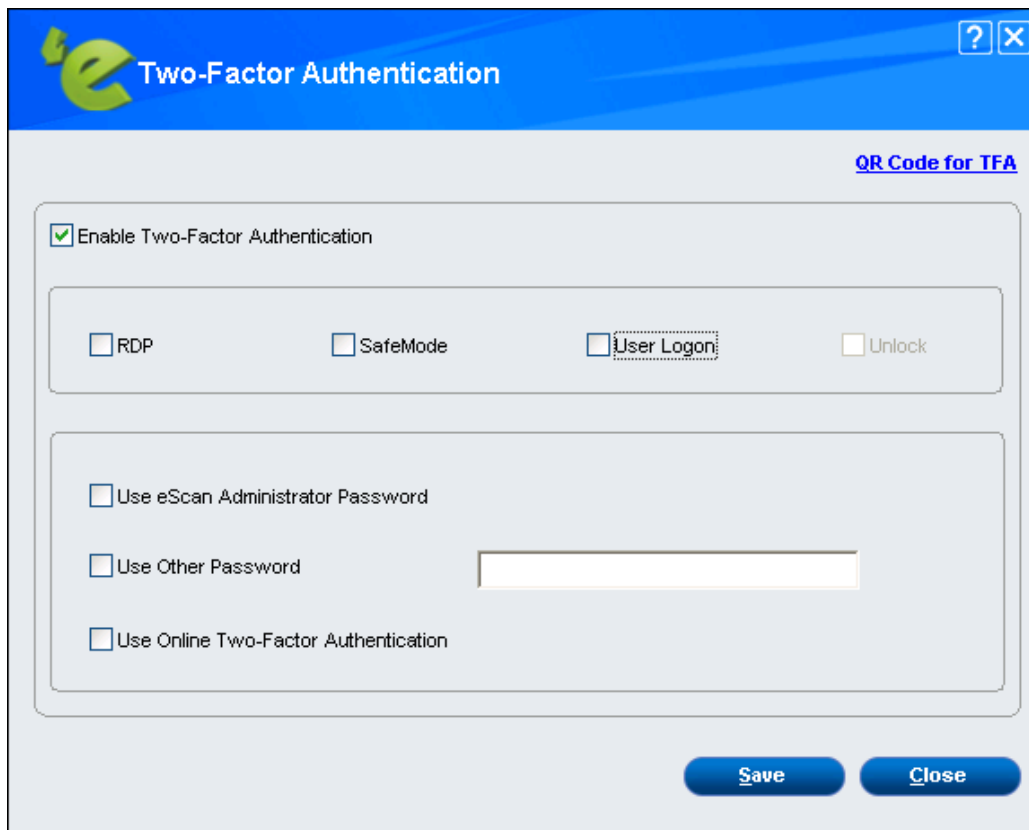 Two-Factor Authentication
? X
QR Code for TFA
Enable Two-Factor Authentication
RDP SafeMode User Logon Unlock
Use eScan Administrator Password
Use Other Password
Use Online Two-Factor Authentication
Save Close